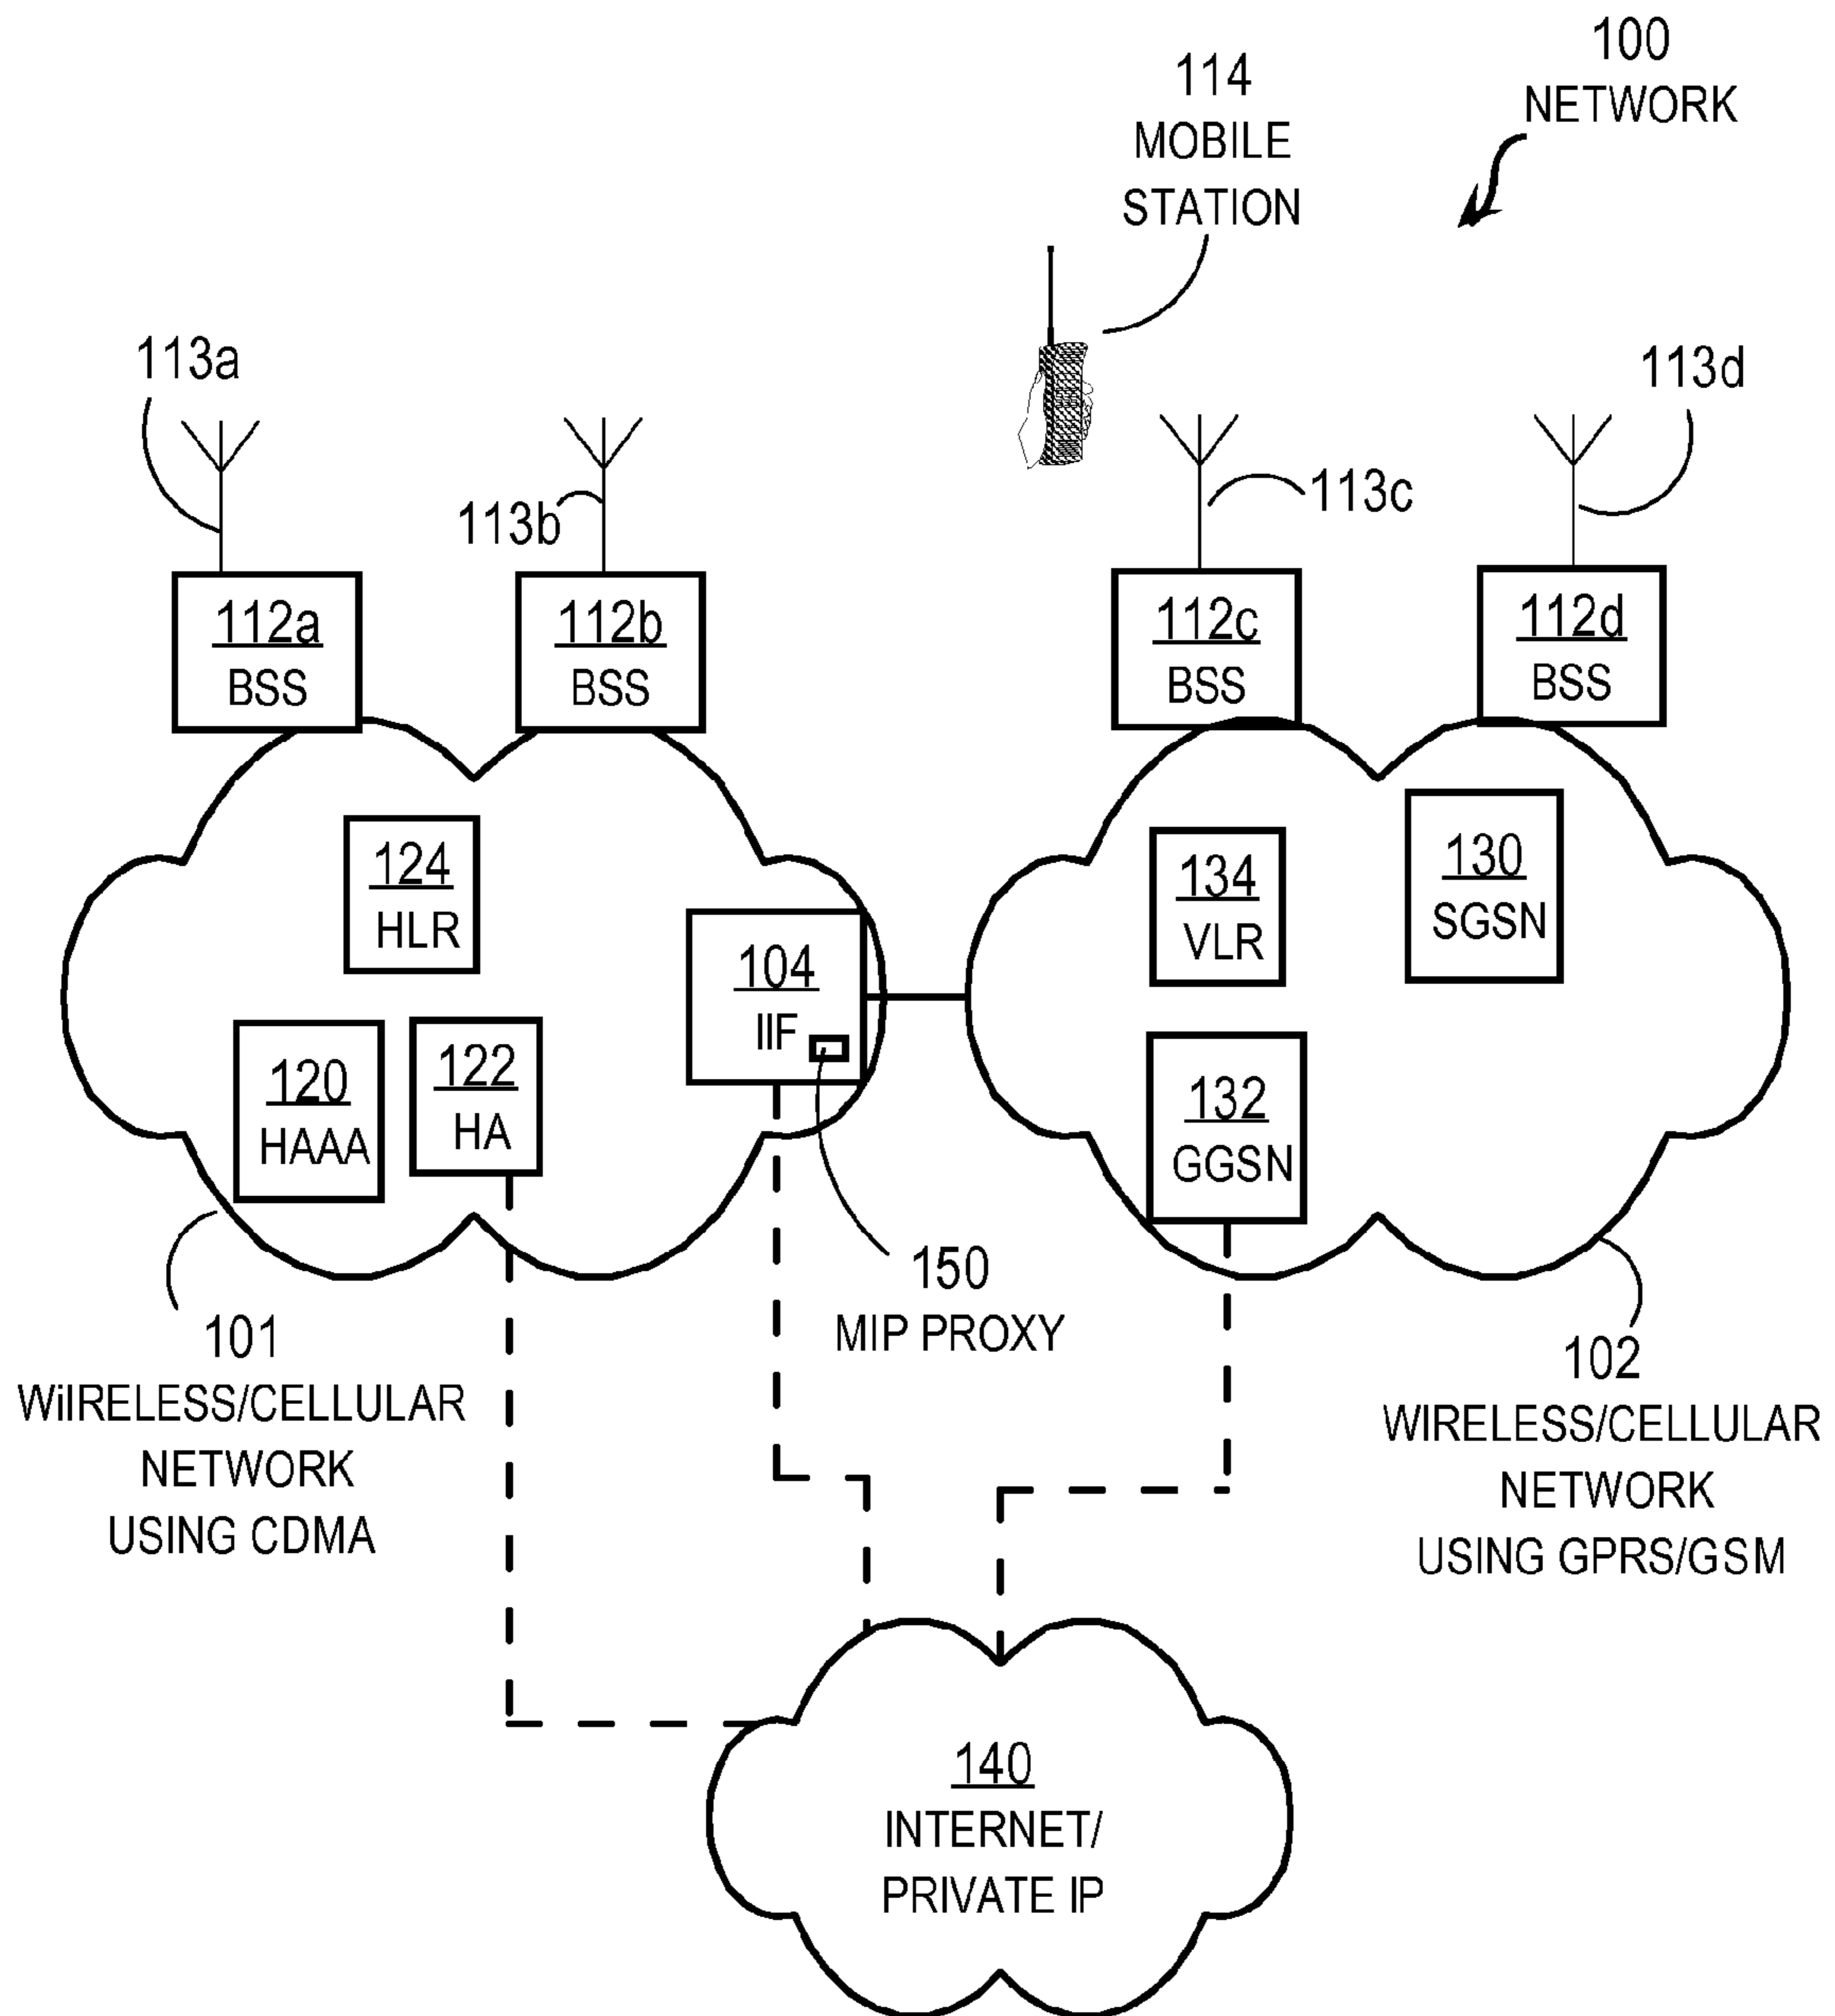 100
NETWORK
114
MOBILE
STATION
113a
113b
113c
113d
112a
BSS
112b
BSS
112c
BSS
112d
BSS
124
HLR
104
IIF
120
HAAA
122
HA
134
VLR
130
SGSN
132
GGSN
150
MIP PROXY
101
WiIRELESS/CELLULAR
NETWORK
USING CDMA
102
WIRELESS/CELLULAR
NETWORK
USING GPRS/GSM
140
INTERNET/
PRIVATE IP